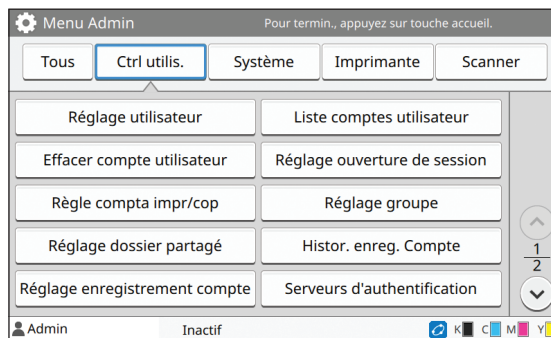 Menu Admin
Pour termin., appuyez sur touche accueil.
Tous
Ctrl utilis.
Système
Imprimante
Scanner
Réglage utilisateur
Liste comptes utilisateur
Effacer compte utilisateur
Réglage ouverture de session
Règle compta impr/cop
Réglage groupe
Réglage dossier partagé
Histor. enreg. Compte
Réglage enregistrement compte
Serveurs d'authentification
1
2
Admin
Inactif
K
C
M
Y